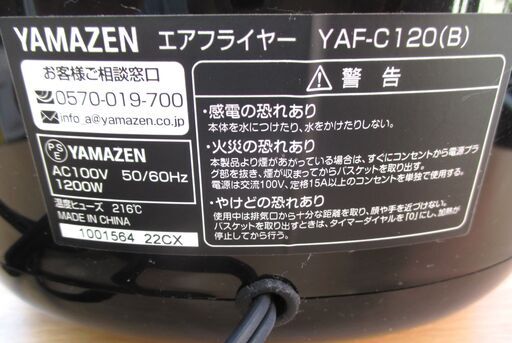 YAMAZEN エアフライヤー YAF-C120(B)
お客様ご相談窓口
0570-019-700
info_a@yamazen.co.jp
PSE YAMAZEN
AC100V 50/60Hz
1200W
温度ヒューズ 216℃
MADE IN CHINA
1001564 22CX
警告
・感電の恐れあり
本体を水につけたり、水をかけたりしない。
・火災の恐れあり
本製品より煙があがっている場合は、すぐにコンセントから電源プラ
グ部を抜き、煙が収まってからバスケットを取り出す。
電源は交流100V、定格15A以上のコンセントを単独で使用する。
・やけどの恐れあり
使用中は排気口から十分な距離を取り、顔や手を近づけない。
バスケットを取り出すときは、タイマーダイヤルを「0」にし、加熱が
停止してから行う。